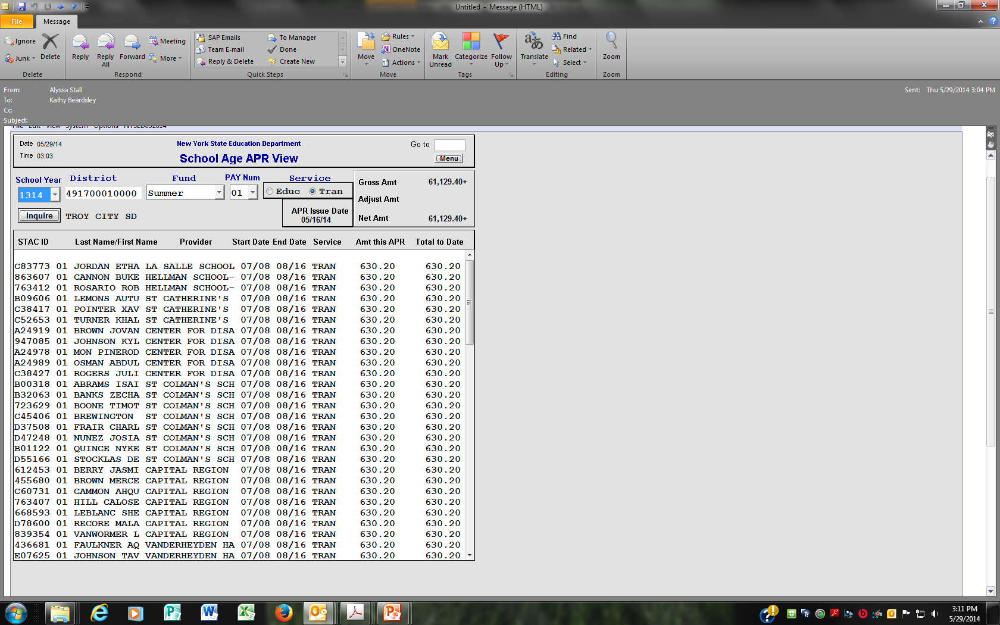 Untitled - Message (HTML)
File Message
Ignore
Junk
Delete
Delete
Reply
Reply All
Forward
Meeting
More
Respond
SAP Emails
Team E-mail
Reply & Delete
To Manager
Done
Create New
Quick Steps
Move
Rules
OneNote
Actions
Move
Mark Unread
Categorize
Follow Up
Tags
Translate
Find
Related
Select
Editing
Zoom
Zoom
From: Alyssa Stall
Sent: Thu 5/29/2014 3:04 PM
To: Kathy Beardsley
Cc:
Subject:
File Edit View System Options NYSED052014
Date 05/29/14
Time 03:03
New York State Education Department
School Age APR View
Go to
Menu
School Year District Fund PAY Num Service
1314 491700010000 Summer 01 Educ Tran
Inquire TROY CITY SD
APR Issue Date
05/16/14
Gross Amt 61,129.40+
Adjust Amt
Net Amt 61,129.40+
STAC ID Last Name/First Name Provider Start Date End Date Service Amt this APR Total to Date
C83773 01 JORDAN ETHA LA SALLE SCHOOL 07/08 08/16 TRAN 630.20 630.20
863607 01 CANNON BUKE HELLMAN SCHOOL- 07/08 08/16 TRAN 630.20 630.20
763412 01 ROSARIO ROB HELLMAN SCHOOL- 07/08 08/16 TRAN 630.20 630.20
B09606 01 LEMONS AUTU ST CATHERINE'S 07/08 08/16 TRAN 630.20 630.20
C38417 01 POINTER XAV ST CATHERINE'S 07/08 08/16 TRAN 630.20 630.20
C52653 01 TURNER KHAL ST CATHERINE'S 07/08 08/16 TRAN 630.20 630.20
A24919 01 BROWN JOVAN CENTER FOR DISA 07/08 08/16 TRAN 630.20 630.20
947085 01 JOHNSON KYL CENTER FOR DISA 07/08 08/16 TRAN 630.20 630.20
A24978 01 MON PINEROD CENTER FOR DISA 07/08 08/16 TRAN 630.20 630.20
A24989 01 OSMAN ABDUL CENTER FOR DISA 07/08 08/16 TRAN 630.20 630.20
C38427 01 ROGERS JULI CENTER FOR DISA 07/08 08/16 TRAN 630.20 630.20
B00318 01 ABRAMS ISAI ST COLMAN'S SCH 07/08 08/16 TRAN 630.20 630.20
B32063 01 BANKS ZECHA ST COLMAN'S SCH 07/08 08/16 TRAN 630.20 630.20
723629 01 BOONE TIMOT ST COLMAN'S SCH 07/08 08/16 TRAN 630.20 630.20
C45406 01 BREWINGTON ST COLMAN'S SCH 07/08 08/16 TRAN 630.20 630.20
D37508 01 FRAIR CHARL ST COLMAN'S SCH 07/08 08/16 TRAN 630.20 630.20
D47248 01 NUNEZ JOSIA ST COLMAN'S SCH 07/08 08/16 TRAN 630.20 630.20
B01122 01 QUINCE NYKE ST COLMAN'S SCH 07/08 08/16 TRAN 630.20 630.20
D55166 01 STOCKLAS DE ST COLMAN'S SCH 07/08 08/16 TRAN 630.20 630.20
612453 01 BERRY JASMI CAPITAL REGION 07/08 08/16 TRAN 630.20 630.20
455680 01 BROWN MERCE CAPITAL REGION 07/08 08/16 TRAN 630.20 630.20
C60731 01 CAMMON AHQU CAPITAL REGION 07/08 08/16 TRAN 630.20 630.20
763407 01 HILL CALOSE CAPITAL REGION 07/08 08/16 TRAN 630.20 630.20
668593 01 LEBLANC SHE CAPITAL REGION 07/08 08/16 TRAN 630.20 630.20
D78600 01 RECORE MALA CAPITAL REGION 07/08 08/16 TRAN 630.20 630.20
839354 01 VANWORMER L CAPITAL REGION 07/08 08/16 TRAN 630.20 630.20
436681 01 FAULKNER AQ VANDERHEYDEN HA 07/08 08/16 TRAN 630.20 630.20
E07625 01 JOHNSON TAV VANDERHEYDEN HA 07/08 08/16 TRAN 630.20 630.20
3:11 PM
5/29/2014